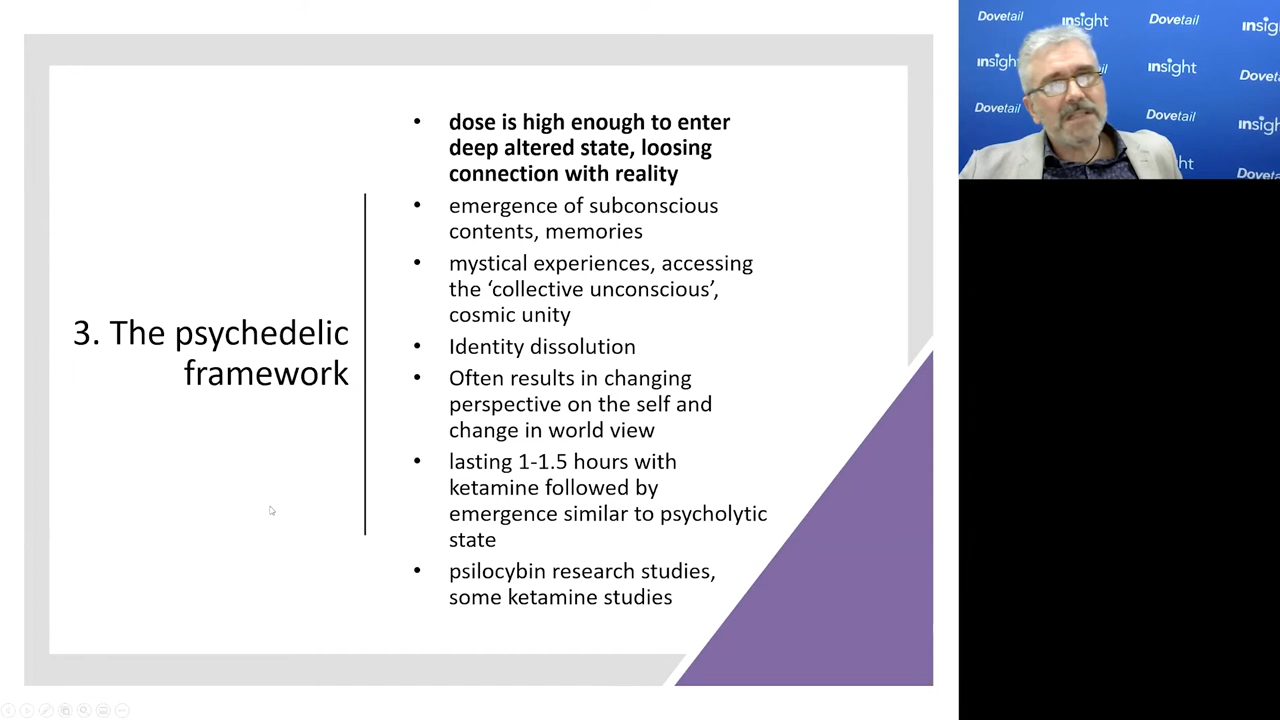 3. The psychedelic
framework
• dose is high enough to enter
deep altered state, loosing
connection with reality
• emergence of subconscious
contents, memories
• mystical experiences, accessing
the ‘collective unconscious’,
cosmic unity
• Identity dissolution
• Often results in changing
perspective on the self and
change in world view
• lasting 1-1.5 hours with
ketamine followed by
emergence similar to psycholytic
state
• psilocybin research studies,
some ketamine studies
Dovetail insight Dovetail insight
insight insight Dovetail
Dovetail Dovetail insight
Dovetail